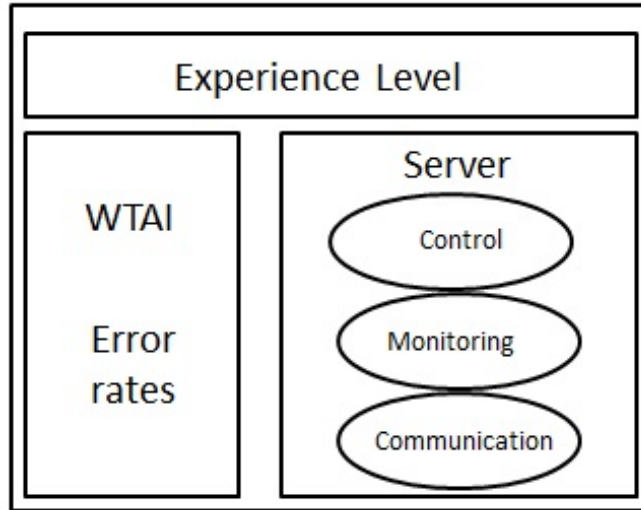 Experience Level
WTAI
Error
rates
Server
Control
Monitoring
Communication